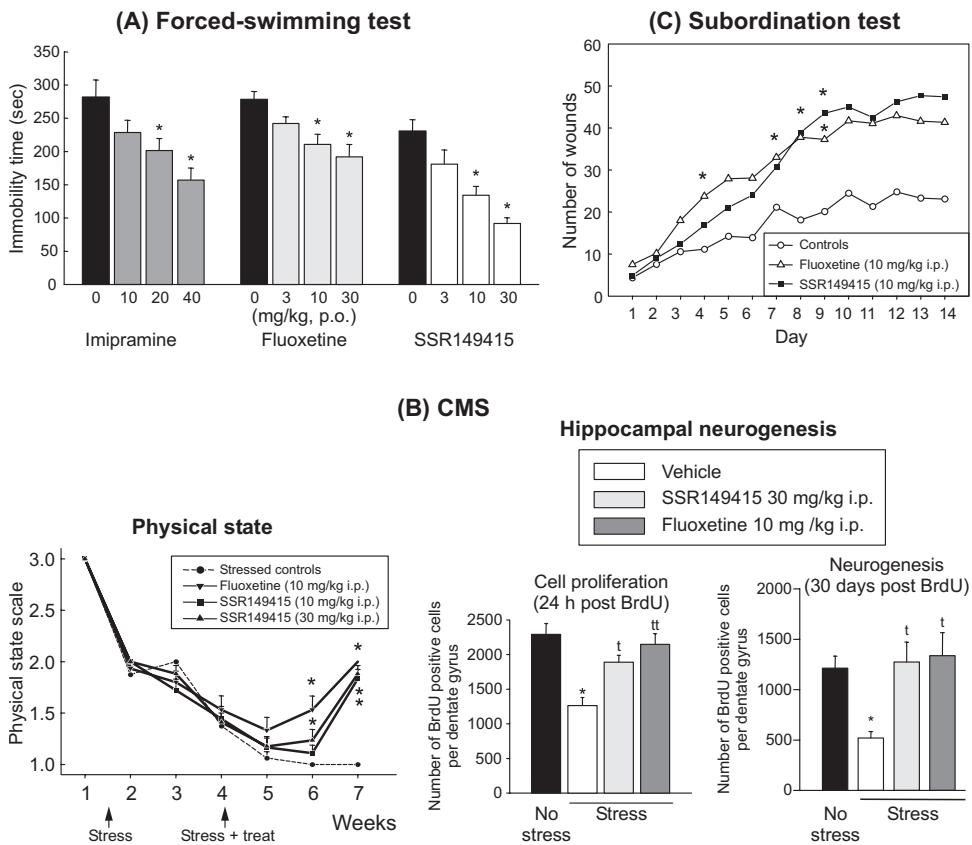 (A) Forced-swimming test
Immobility time (sec)
350
300
250
200
150
100
50
0
* * * * * *
0 10 20 40 0 3 10 30 0 3 10 30
(mg/kg, p.o.)
Imipramine Fluoxetine SSR149415
(C) Subordination test
Number of wounds
60
50
40
30
20
10
0
* * * * *
Controls
Fluoxetine (10 mg/kg i.p.)
SSR149415 (10 mg/kg i.p.)
1 2 3 4 5 6 7 8 9 10 11 12 13 14
Day
(B) CMS
Physical state
Physical state scale
3.0
2.5
2.0
1.5
1.0
Stressed controls
Fluoxetine (10 mg/kg i.p.)
SSR149415 (10 mg/kg i.p.)
SSR149415 (30 mg/kg i.p.)
* * * * *
1 2 3 4 5 6 7 Weeks
Stress Stress + treat
Hippocampal neurogenesis
Vehicle
SSR149415 30 mg/kg i.p.
Fluoxetine 10 mg /kg i.p.
Cell proliferation
(24 h post BrdU)
Number of BrdU positive cells
per dentate gyrus
2500
2000
1500
1000
500
0
* t tt
No
stress
Stress
Neurogenesis
(30 days post BrdU)
Number of BrdU positive cells
per dentate gyrus
2000
1500
1000
500
0
* t t
No
stress
Stress